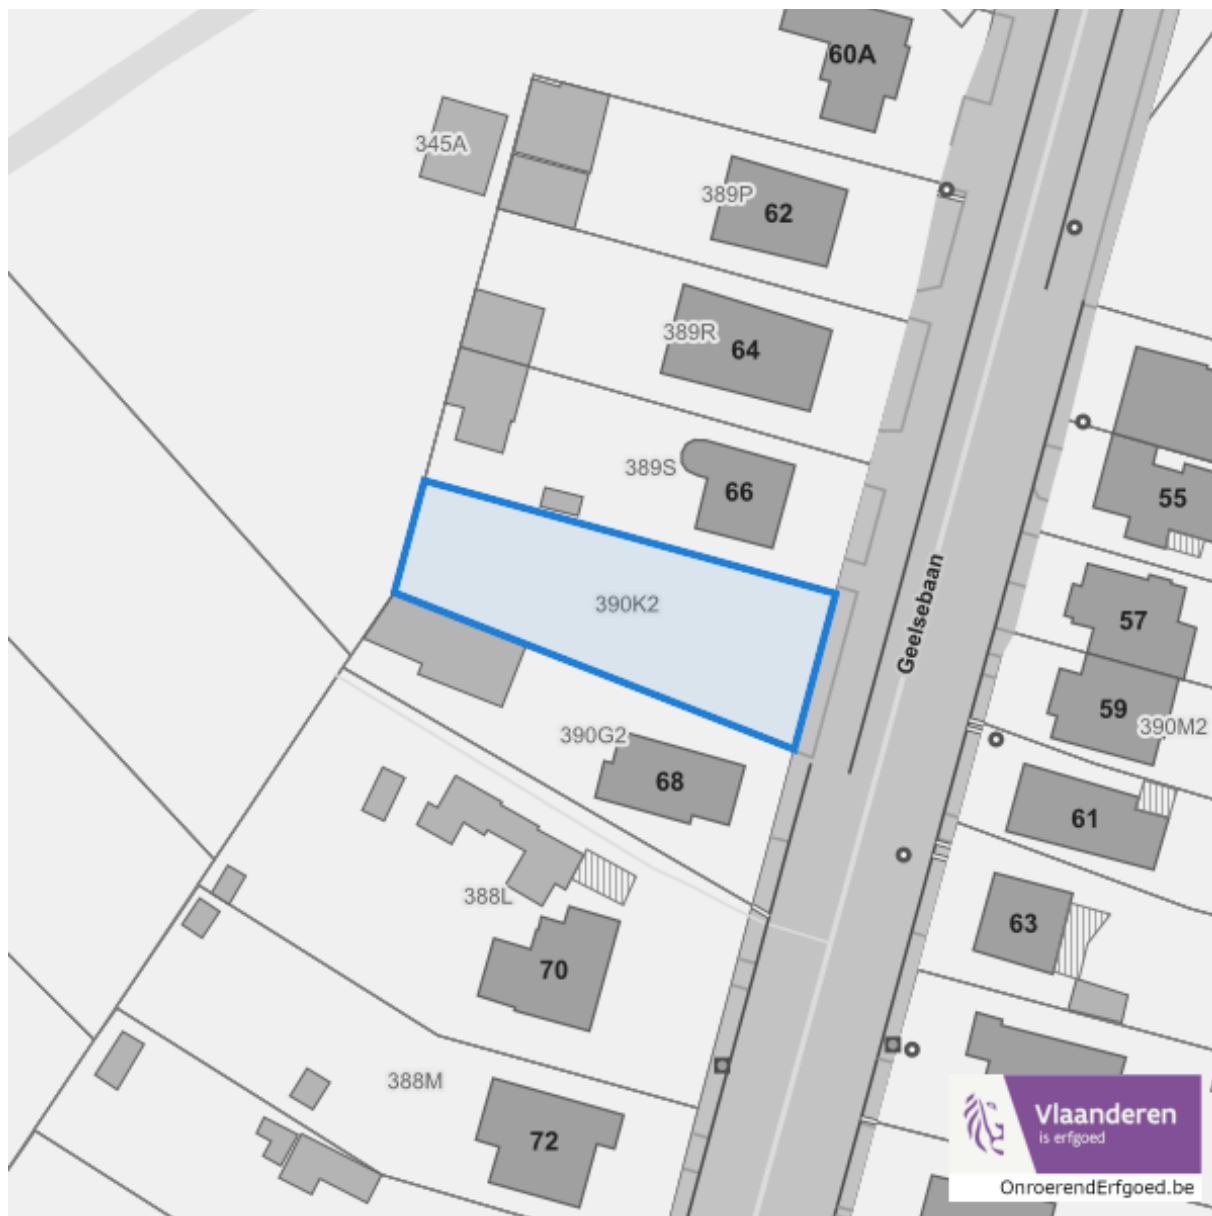 60A
345A
389P
62
389R
64
389S
66
55
390K2
Geelsebaan
57
59
390M2
390G2
68
61
388L
63
70
388M
72
Vlaanderen
is erfgoed
OnroerendErfgoed.be